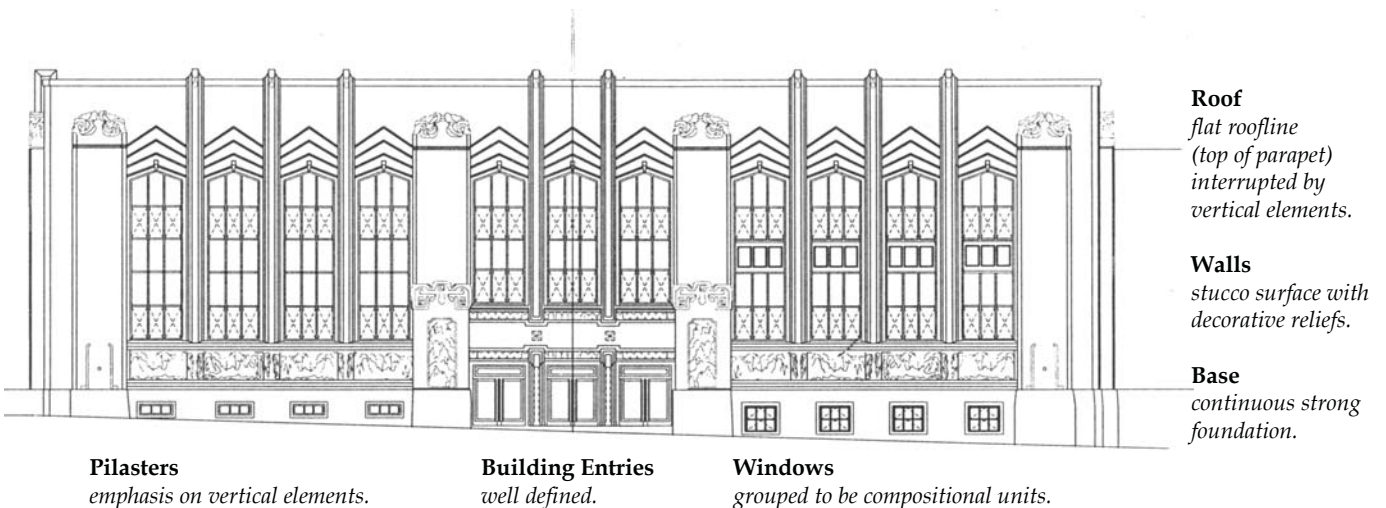 Roof
flat roofline
(top of parapet)
interrupted by
vertical elements.
Walls
stucco surface with
decorative reliefs.
Base
continuous strong
foundation.
Pilasters
emphasis on vertical elements.
Building Entries
well defined.
Windows
grouped to be compositional units.